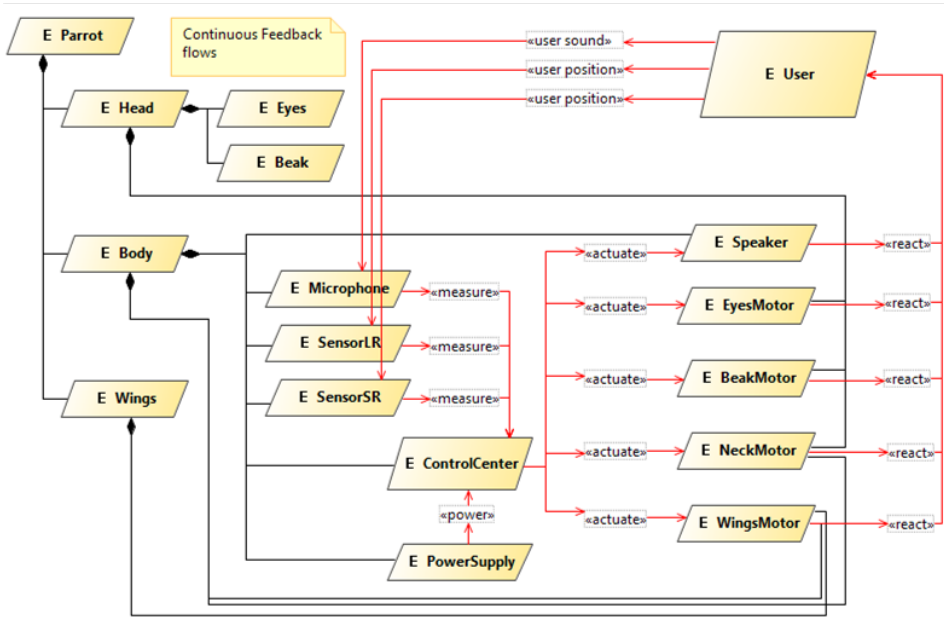 E Parrot
Continuous Feedback
flows
«user sound»
«user position»
E User
«user position»
E Head
E Eyes
E Beak
E Body
E Speaker
«actuate»
«react»
E Microphone
«measure»
«actuate»
E EyesMotor
«react»
E SensorLR
«measure»
«actuate»
E BeakMotor
«react»
E Wings
E SensorSR
«measure»
E ControlCenter
«actuate»
E NeckMotor
«react»
«power»
«actuate»
E WingsMotor
«react»
E PowerSupply